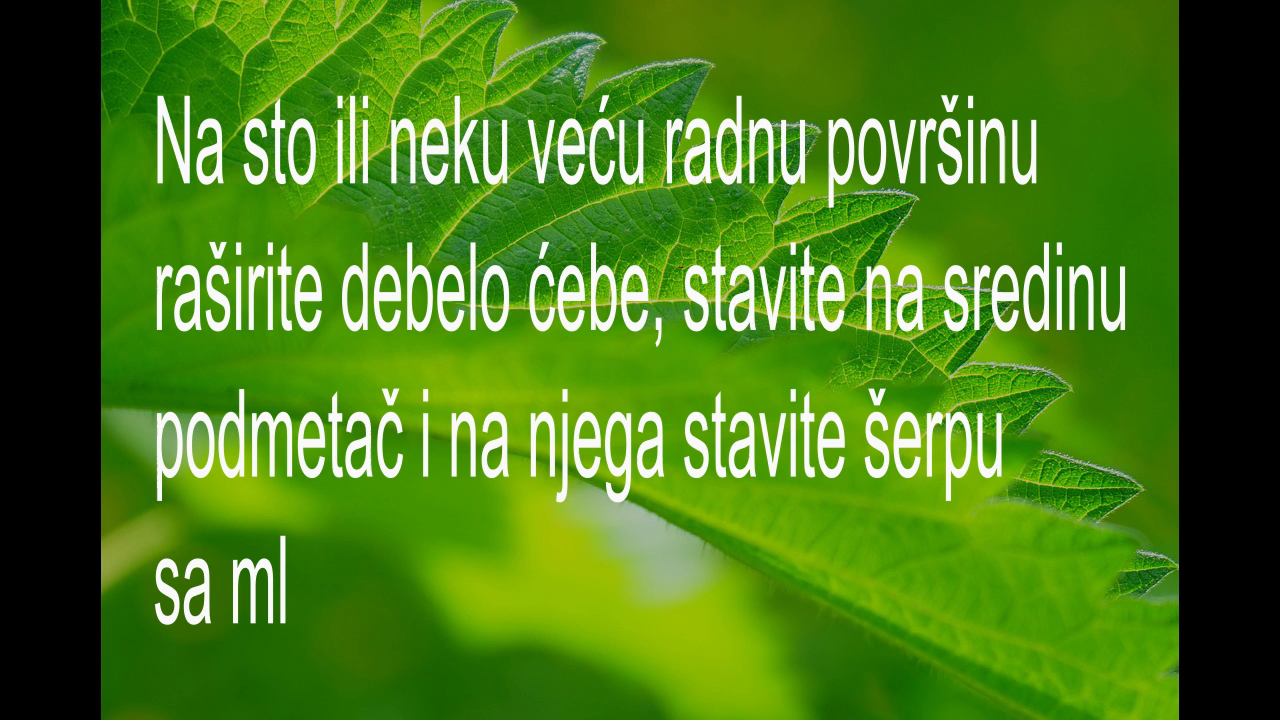 Na sto ili neku veću radnu površinu
raširite debelo ćebe, stavite na sredinu
podmetač i na njega stavite šerpu
sa ml